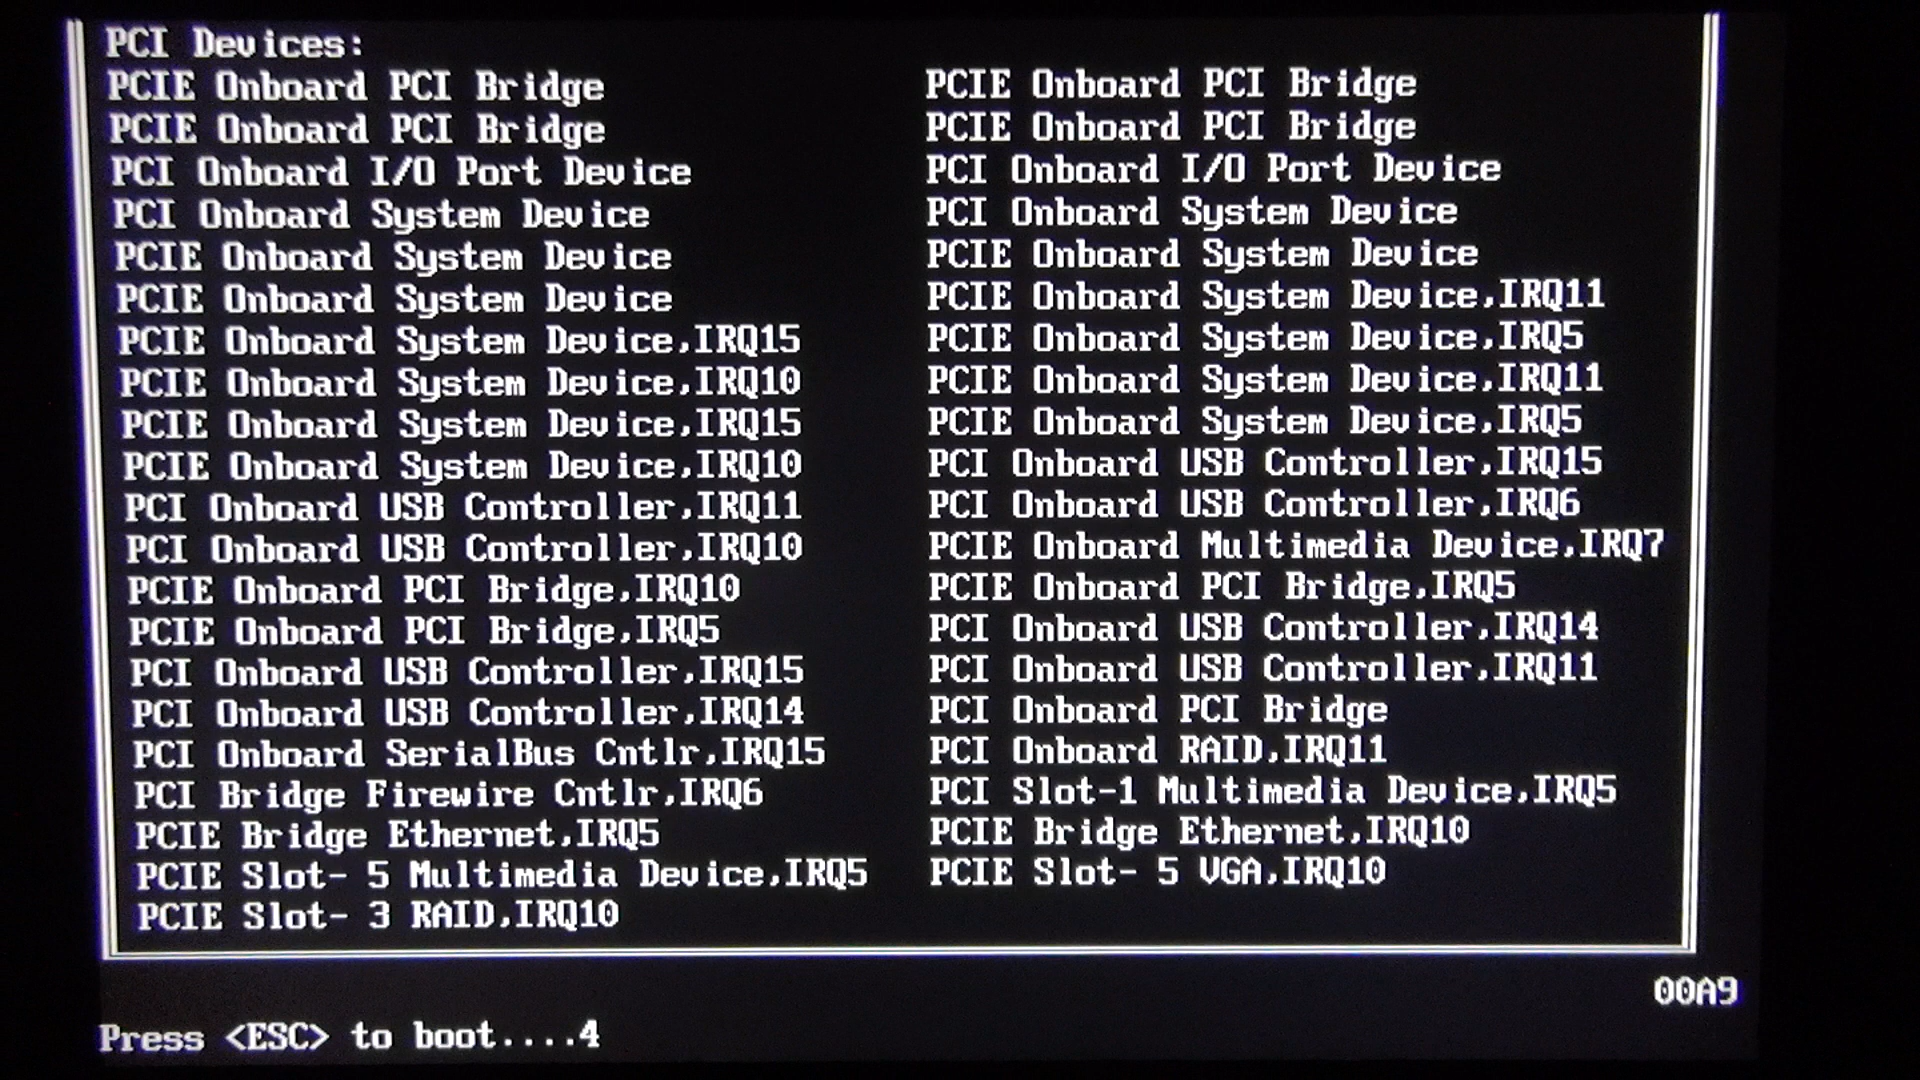 PCI Devices:
PCIE Onboard PCI Bridge PCIE Onboard PCI Bridge
PCIE Onboard PCI Bridge PCIE Onboard PCI Bridge
PCI Onboard I/O Port Device PCI Onboard I/O Port Device
PCI Onboard System Device PCI Onboard System Device
PCIE Onboard System Device PCIE Onboard System Device
PCIE Onboard System Device PCIE Onboard System Device,IRQ11
PCIE Onboard System Device,IRQ15 PCIE Onboard System Device,IRQ5
PCIE Onboard System Device,IRQ10 PCIE Onboard System Device,IRQ11
PCIE Onboard System Device,IRQ15 PCIE Onboard System Device,IRQ5
PCIE Onboard System Device,IRQ10 PCI Onboard USB Controller,IRQ15
PCI Onboard USB Controller,IRQ11 PCI Onboard USB Controller,IRQ6
PCI Onboard USB Controller,IRQ10 PCIE Onboard Multimedia Device,IRQ7
PCIE Onboard PCI Bridge,IRQ10 PCIE Onboard PCI Bridge,IRQ5
PCIE Onboard PCI Bridge,IRQ5 PCI Onboard USB Controller,IRQ14
PCI Onboard USB Controller,IRQ15 PCI Onboard USB Controller,IRQ11
PCI Onboard USB Controller,IRQ14 PCI Onboard PCI Bridge
PCI Onboard SerialBus Cntlr,IRQ15 PCI Onboard RAID,IRQ11
PCI Bridge Firewire Cntlr,IRQ6 PCI Slot-1 Multimedia Device,IRQ5
PCIE Bridge Ethernet,IRQ5 PCIE Bridge Ethernet,IRQ10
PCIE Slot- 5 Multimedia Device,IRQ5 PCIE Slot- 5 VGA,IRQ10
PCIE Slot- 3 RAID,IRQ10
00A9
Press <ESC> to boot....4